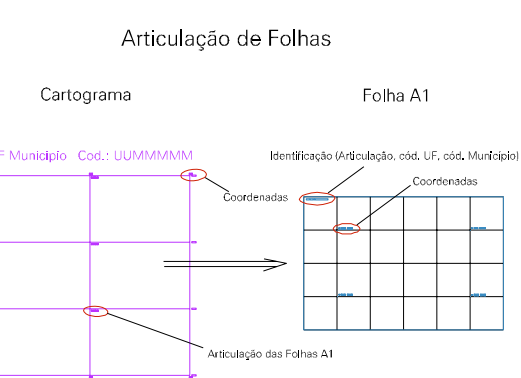 Articulação de Folhas
Cartograma
Folha A1
F Município Cod.: UUMMMMM
Identificação (Articulação, cód. UF, cód. Município)
Coordenadas
Coordenadas
Articulação das Folhas A1